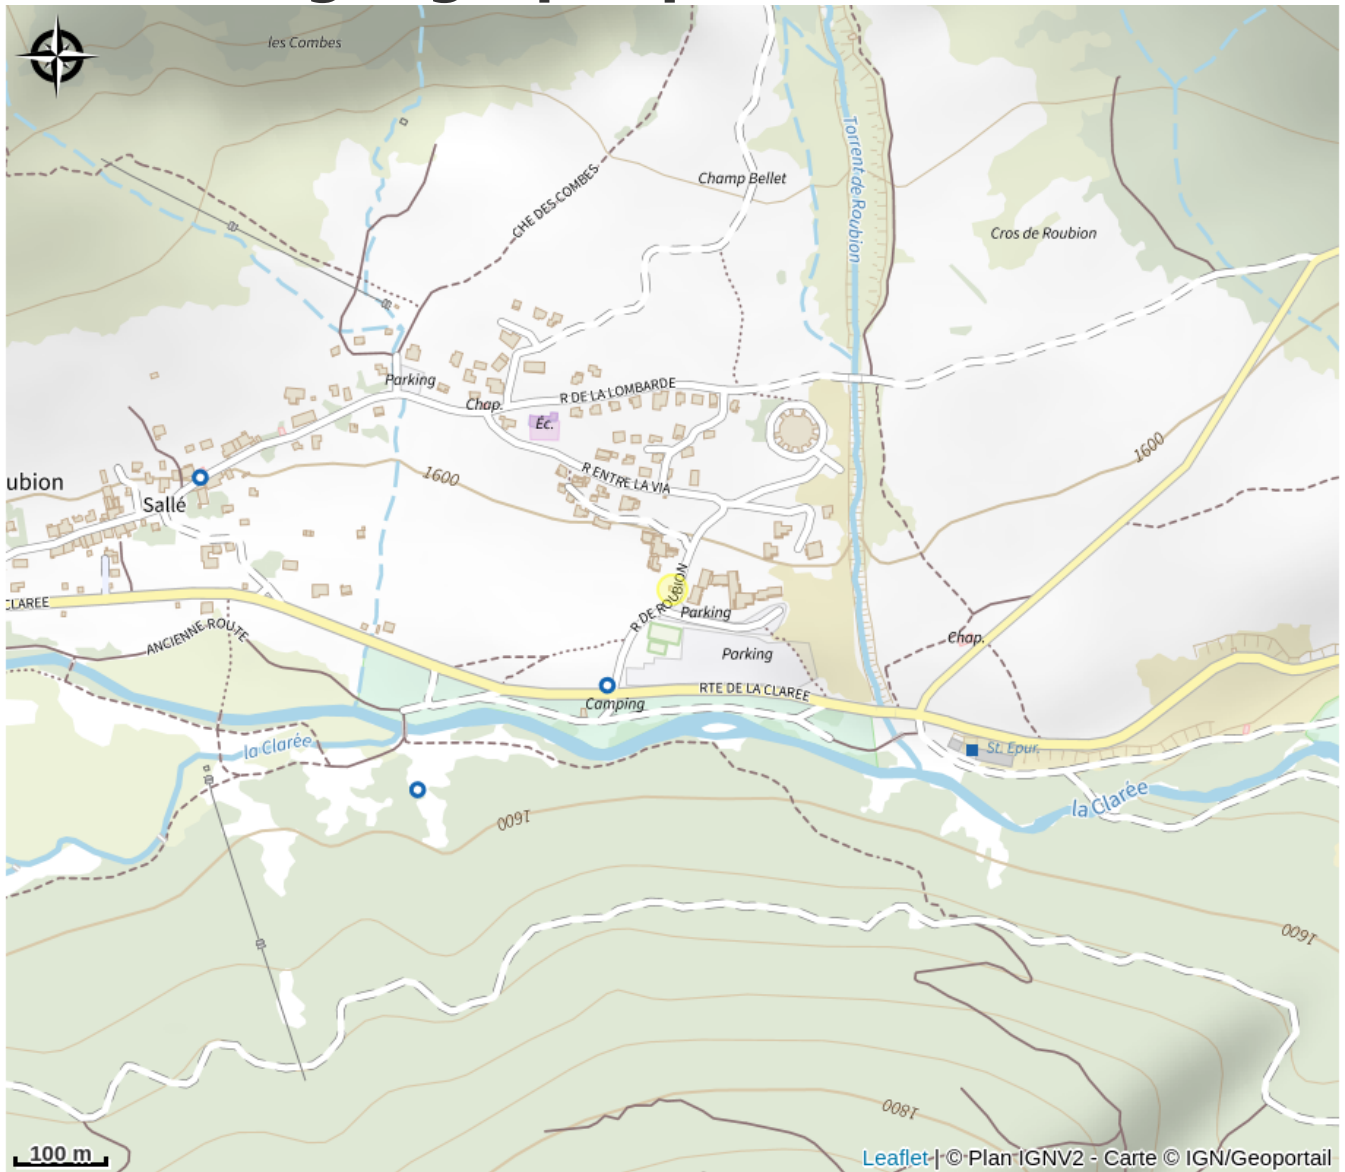 les Combes
Torrent de Roubion
Champ Bellet
CHE DES COMBES
Cros de Roubion
Parking
R DE LA LOMBARDE
Chap.
Éc.
1600
1600
R ENTRE LA VIA
ubion
Sallé
R DE ROUBION
CLAREE
Parking
ANCIENNE ROUTE
Chap.
Parking
RTE DE LA CLAREE
Camping
la Clarée
St. Epur.
la Clarée
1600
1600
1800
100 m
Leaflet | © Plan IGNV2 - Carte © IGN/Geoportail